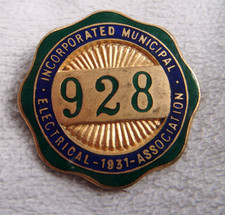 INCORPORATED MUNICIPAL
928
ELECTRICAL -1931- ASSOCIATION